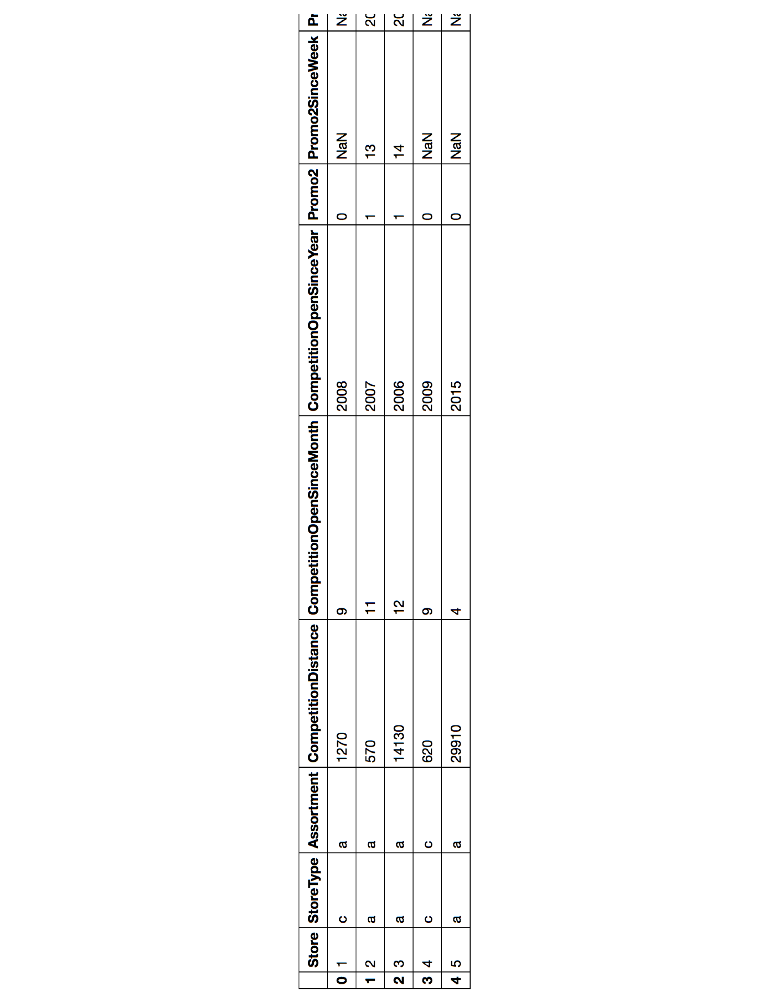 Store StoreType Assortment CompetitionDistance CompetitionOpenSinceMonth CompetitionOpenSinceYear Promo2 Promo2SinceWeek Pr
0 1 c a 1270 9 2008 0 NaN Na
1 2 a a 570 11 2007 1 13 20
2 3 a a 14130 12 2006 1 14 20
3 4 c c 620 9 2009 0 NaN Na
4 5 a a 29910 4 2015 0 NaN Na